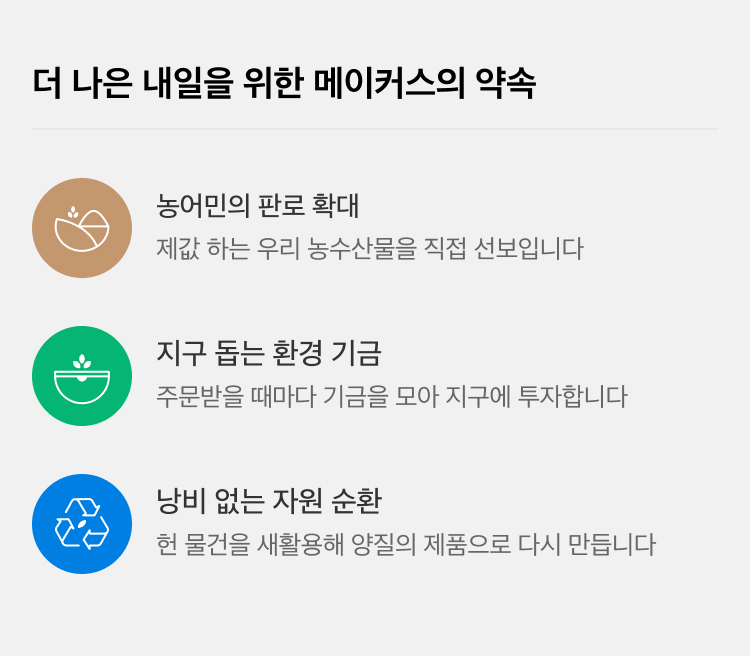 더 나은 내일을 위한 메이커스의 약속
농어민의 판로 확대
제값 하는 우리 농수산물을 직접 선보입니다
지구 돕는 환경 기금
주문받을 때마다 기금을 모아 지구에 투자합니다
낭비 없는 자원 순환
헌 물건을 새활용해 양질의 제품으로 다시 만듭니다